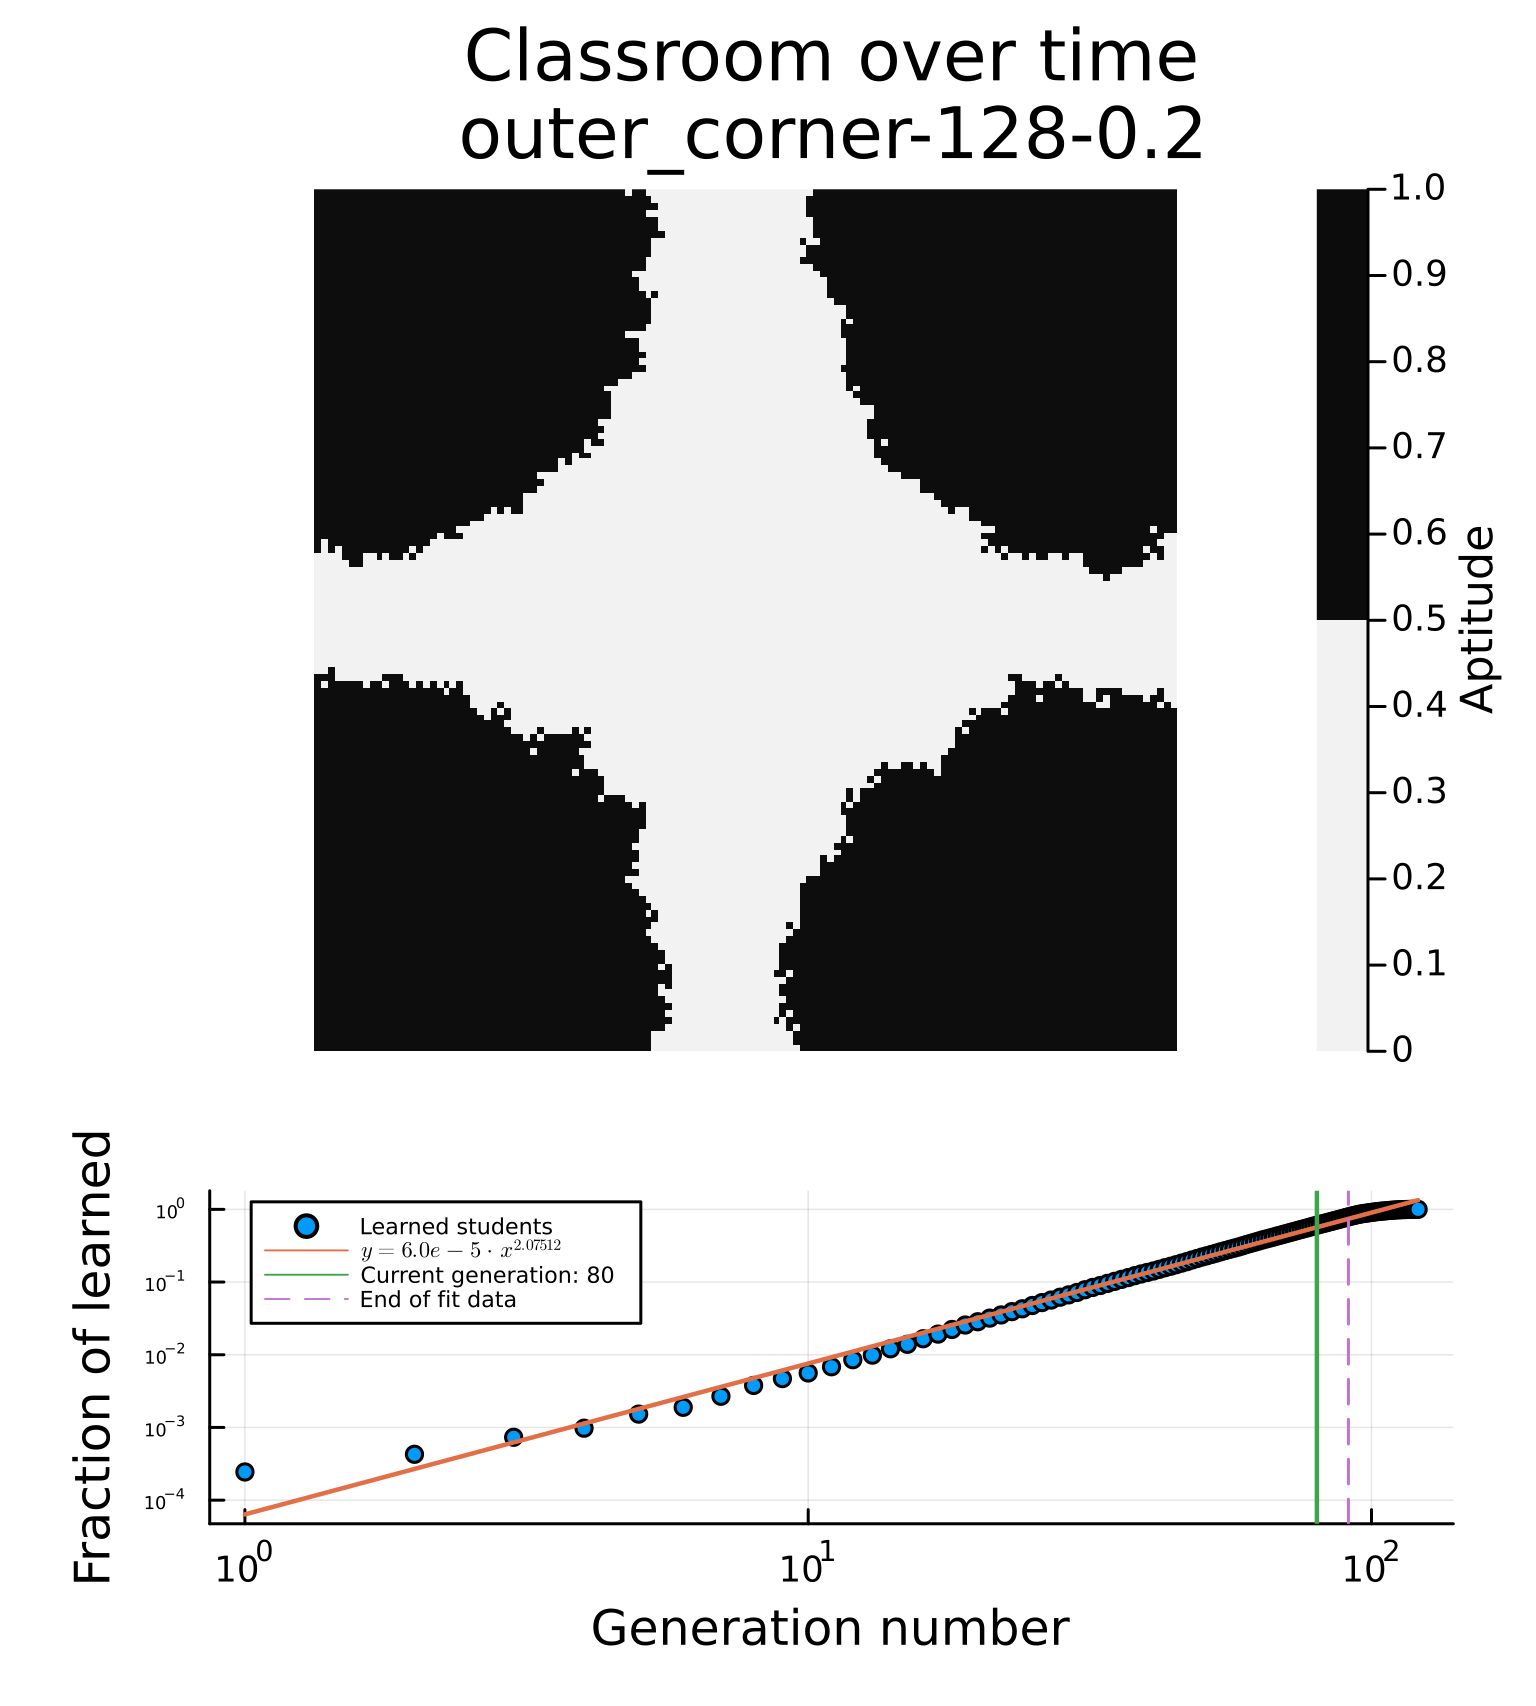 Classroom over time
outer_corner-128-0.2
1.0
0.9
0.8
0.7
0.6
0.5
0.4
0.3
0.2
0.1
0
Aptitude
Fraction of learned
10^0
10^-1
10^-2
10^-3
10^-4
Learned students
y = 6.0e − 5 · x^2.07512
Current generation: 80
End of fit data
10^0
10^1
10^2
Generation number